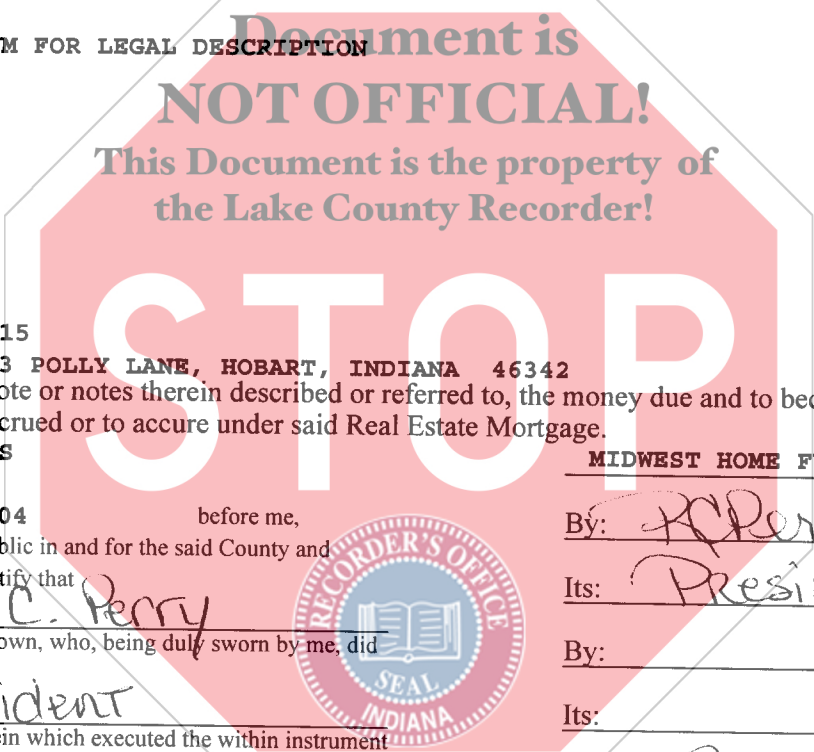 Document is
M FOR LEGAL DESCRIPTION
NOT OFFICIAL!
This Document is the property of
the Lake County Recorder!
STOP
15
3 POLLY LANE, HOBART, INDIANA 46342
ote or notes therein described or referred to, the money due and to bec
crued or to accure under said Real Estate Mortgage.
S
MIDWEST HOME F
04 before me,
By: RCPer
blic in and for the said County and
tify that
Its: Presi
C. Perry
own, who, being duly sworn by me, did
By:
ident
Its:
ein which executed the within instrument
RECORDER'S OFFICE
SEAL
INDIANA